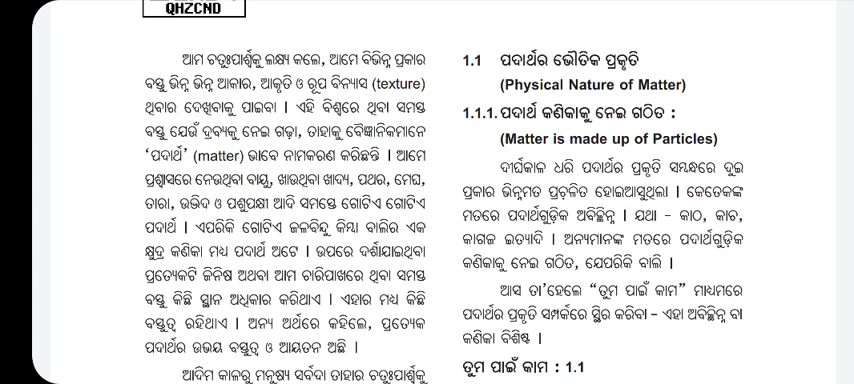 QHZCND
ଆମ ଚତୁଃପାର୍ଶ୍ୱକୁ ଲକ୍ଷ୍ୟ କଲେ, ଆମେ ବିଭିନ୍ନ ପ୍ରକାର
ବସ୍ତୁ ଭିନ୍ନ ଭିନ୍ନ ଆକାର, ଆକୃତି ଓ ରୂପ ବିନ୍ୟାସ (texture)
ଥିବାର ଦେଖିବାକୁ ପାଇବା । ଏହି ବିଶ୍ୱରେ ଥିବା ସମସ୍ତ
ବସ୍ତୁ ଯେଉଁ ଦ୍ରବ୍ୟକୁ ନେଇ ଗଢ଼ା, ତାହାକୁ ବୈଜ୍ଞାନିକମାନେ
‘ପଦାର୍ଥ’ (matter) ଭାବେ ନାମକରଣ କରିଛନ୍ତି । ଆମେ
ପ୍ରଶ୍ୱାସରେ ନେଉଥିବା ବାୟୁ, ଖାଉଥିବା ଖାଦ୍ୟ, ପଥର, ମେଘ,
ତାରା, ଉଦ୍ଭିଦ ଓ ପଶୁପକ୍ଷୀ ଆଦି ସମସ୍ତେ ଗୋଟିଏ ଗୋଟିଏ
ପଦାର୍ଥ । ଏପରିକି ଗୋଟିଏ ଜଳବିନ୍ଦୁ କିମ୍ବା ବାଲିର ଏକ
କ୍ଷୁଦ୍ର କଣିକା ମଧ୍ୟ ପଦାର୍ଥ ଅଟେ । ଉପରେ ଦର୍ଶାଯାଇଥିବା
ପ୍ରତ୍ୟେକଟି ଜିନିଷ ଅଥବା ଆମ ଚାରିପାଖରେ ଥିବା ସମସ୍ତ
ବସ୍ତୁ କିଛି ସ୍ଥାନ ଅଧିକାର କରିଥାଏ । ଏହାର ମଧ୍ୟ କିଛି
ବସ୍ତୁତ୍ୱ ରହିଥାଏ । ଅନ୍ୟ ଅର୍ଥରେ କହିଲେ, ପ୍ରତ୍ୟେକ
ପଦାର୍ଥର ଉଭୟ ବସ୍ତୁତ୍ୱ ଓ ଆୟତନ ଅଛି ।
ଆଦିମ କାଳରୁ ମନୁଷ୍ୟ ସର୍ବଦା ତାହାର ଚତୁଃପାର୍ଶ୍ୱକୁ
1.1 ପଦାର୍ଥର ଭୌତିକ ପ୍ରକୃତି
(Physical Nature of Matter)
1.1.1. ପଦାର୍ଥ କଣିକାକୁ ନେଇ ଗଠିତ :
(Matter is made up of Particles)
ଦୀର୍ଘକାଳ ଧରି ପଦାର୍ଥର ପ୍ରକୃତି ସମ୍ବନ୍ଧରେ ଦୁଇ
ପ୍ରକାର ଭିନ୍ନମତ ପ୍ରଚଳିତ ହୋଇଆସୁଥିଲା । କେତେକଙ୍କ
ମତରେ ପଦାର୍ଥଗୁଡ଼ିକ ଅବିଚ୍ଛିନ୍ନ । ଯଥା - କାଠ, କାଚ,
କାଗଜ ଇତ୍ୟାଦି । ଅନ୍ୟମାନଙ୍କ ମତରେ ପଦାର୍ଥଗୁଡ଼ିକ
କଣିକାକୁ ନେଇ ଗଠିତ, ଯେପରିକି ବାଲି ।
ଆସ ତା’ହେଲେ “ତୁମ ପାଇଁ କାମ” ମାଧ୍ୟମରେ
ପଦାର୍ଥର ପ୍ରକୃତି ସମ୍ପର୍କରେ ସ୍ଥିର କରିବା – ଏହା ଅବିଚ୍ଛିନ୍ନ ବା
କଣିକା ବିଶିଷ୍ଟ ।
ତୁମ ପାଇଁ କାମ : 1.1